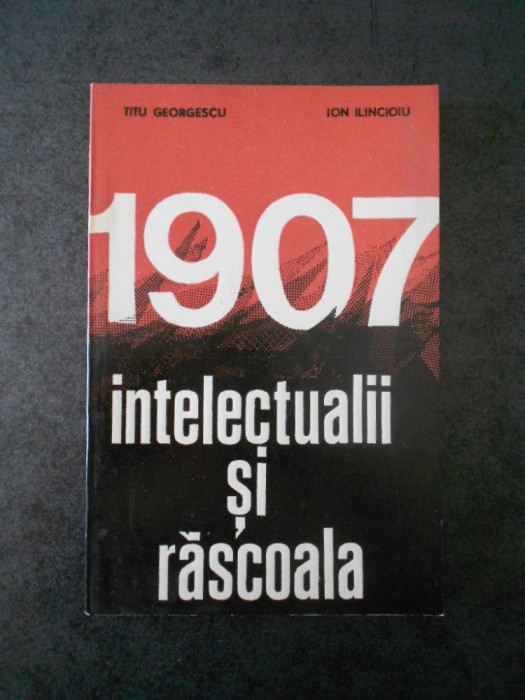 TITU GEORGESCU ION ILINCIOIU
1907
intelectualii
și
răscoala